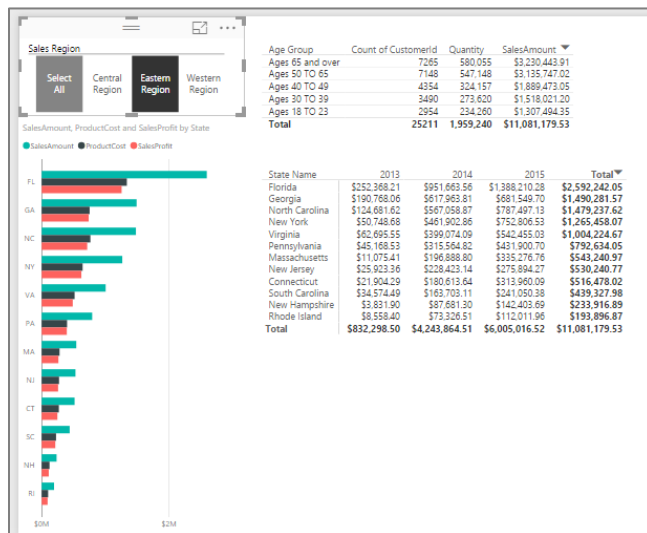 Sales Region
Select All
Central Region
Eastern Region
Western Region
SalesAmount, ProductCost and SalesProfit by State
SalesAmount ProductCost SalesProfit
FL
GA
NC
NY
VA
PA
MA
NJ
CT
SC
NH
RI
$0M $2M
Age Group Count of CustomerId Quantity SalesAmount
Ages 65 and over 7265 580,055 $3,230,443.91
Ages 50 TO 65 7148 547,148 $3,135,747.02
Ages 40 TO 49 4354 324,157 $1,889,473.05
Ages 30 TO 39 3490 273,620 $1,518,021.20
Ages 18 TO 23 2954 234,260 $1,307,494.35
Total 25211 1,959,240 $11,081,179.53
State Name 2013 2014 2015 Total
Florida $252,368.21 $951,663.56 $1,388,210.28 $2,592,242.05
Georgia $190,768.06 $617,963.81 $681,549.70 $1,490,281.57
North Carolina $124,681.62 $567,058.87 $787,497.13 $1,479,237.62
New York $50,748.68 $461,902.86 $752,806.53 $1,265,458.07
Virginia $62,695.55 $399,074.09 $542,455.03 $1,004,224.67
Pennsylvania $45,168.53 $315,564.82 $431,900.70 $792,634.05
Massachusetts $11,075.41 $196,888.80 $335,276.76 $543,240.97
New Jersey $25,923.36 $228,423.14 $275,894.27 $530,240.77
Connecticut $21,904.29 $180,613.64 $313,960.09 $516,478.02
South Carolina $34,574.49 $163,703.11 $241,050.38 $439,327.98
New Hampshire $3,831.90 $87,681.30 $142,403.69 $233,916.89
Rhode Island $8,558.40 $73,326.51 $112,011.96 $193,896.87
Total $832,298.50 $4,243,864.51 $6,005,016.52 $11,081,179.53